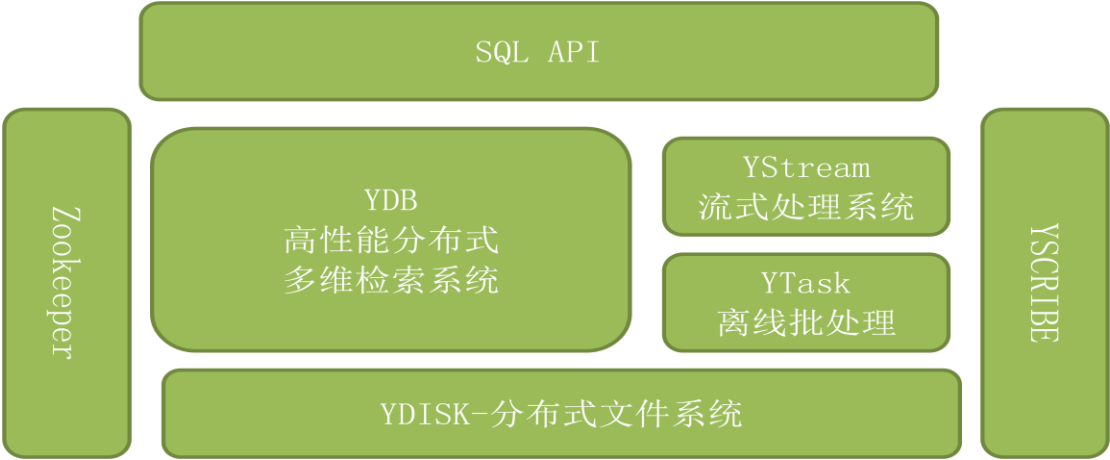 SQL API
Zookeeper
YDB
高性能分布式
多维检索系统
YStream
流式处理系统
YTask
离线批处理
YSCRIBE
YDISK-分布式文件系统